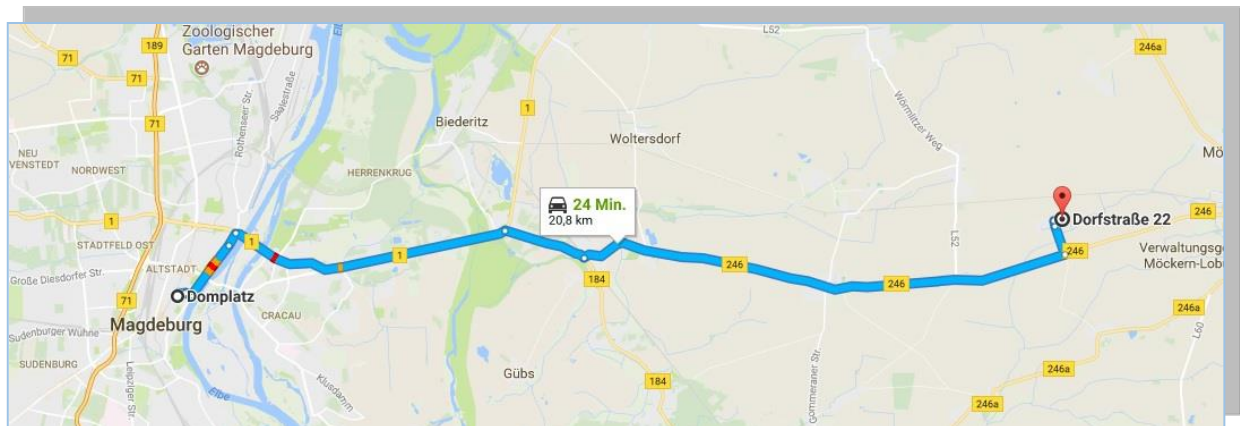 L52
Zoologischer
Garten Magdeburg
189
71
71
246a
71
Rothenseer Str.
Saalestraße
1
Biederitz
Wörmlitzer Weg
NEU
VENSTEDT
NORDWEST
Woltersdorf
Mö
HERRENKRUG
24 Min.
20,8 km
1
Dorfstraße 22
246
STADTFELD OST
1
1
L52
246
Verwaltungsg
Möckern-Lobu
ALTSTADT
246
Große Diesdorfer Str.
184
246
Domplatz
71
Magdeburg
CRACAU
246a
Sudenburger Wuhne
Gommeraner Str.
L60
SUDENBURG
Leipziger Str.
Elbe
Klusdamm
Gübs
184
246a
246a